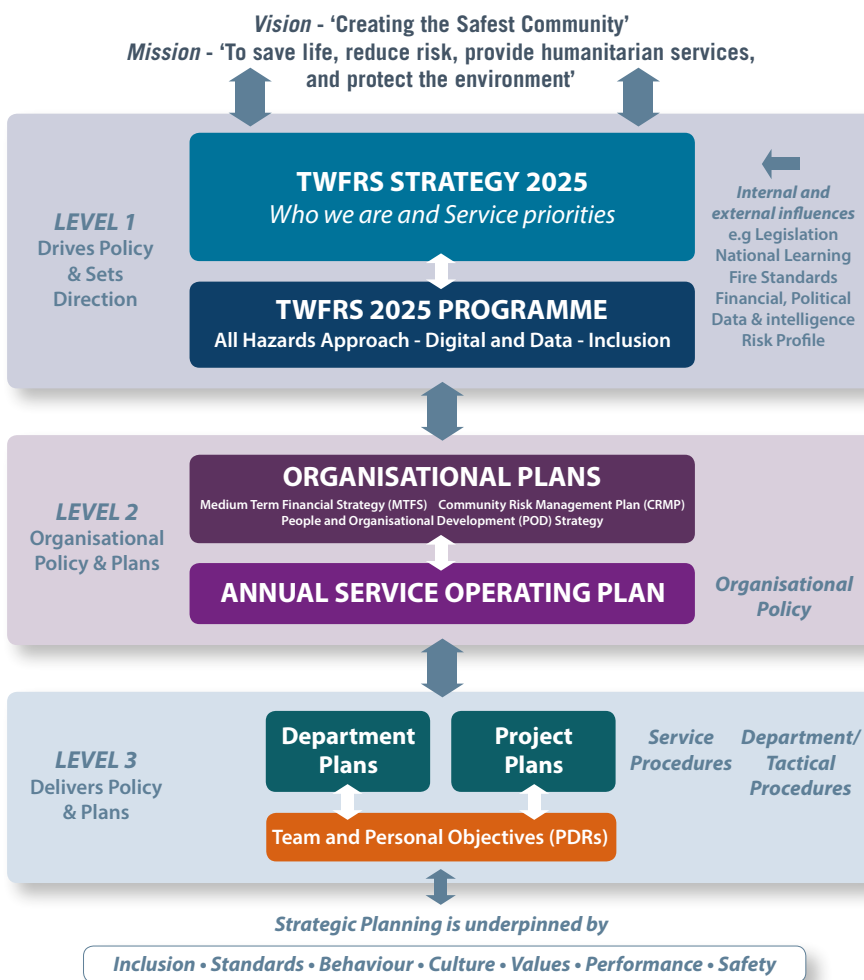 Vision - ‘Creating the Safest Community’
Mission - ‘To save life, reduce risk, provide humanitarian services,
and protect the environment’
LEVEL 1
Drives Policy
& Sets
Direction
TWFRS STRATEGY 2025
Who we are and Service priorities
TWFRS 2025 PROGRAMME
All Hazards Approach - Digital and Data - Inclusion
Internal and
external influences
e.g Legislation
National Learning
Fire Standards
Financial, Political
Data & intelligence
Risk Profile
LEVEL 2
Organisational
Policy & Plans
ORGANISATIONAL PLANS
Medium Term Financial Strategy (MTFS) Community Risk Management Plan (CRMP)
People and Organisational Development (POD) Strategy
ANNUAL SERVICE OPERATING PLAN
Organisational
Policy
LEVEL 3
Delivers Policy
& Plans
Department
Plans
Project
Plans
Team and Personal Objectives (PDRs)
Service
Procedures
Department/
Tactical
Procedures
Strategic Planning is underpinned by
Inclusion • Standards • Behaviour • Culture • Values • Performance • Safety